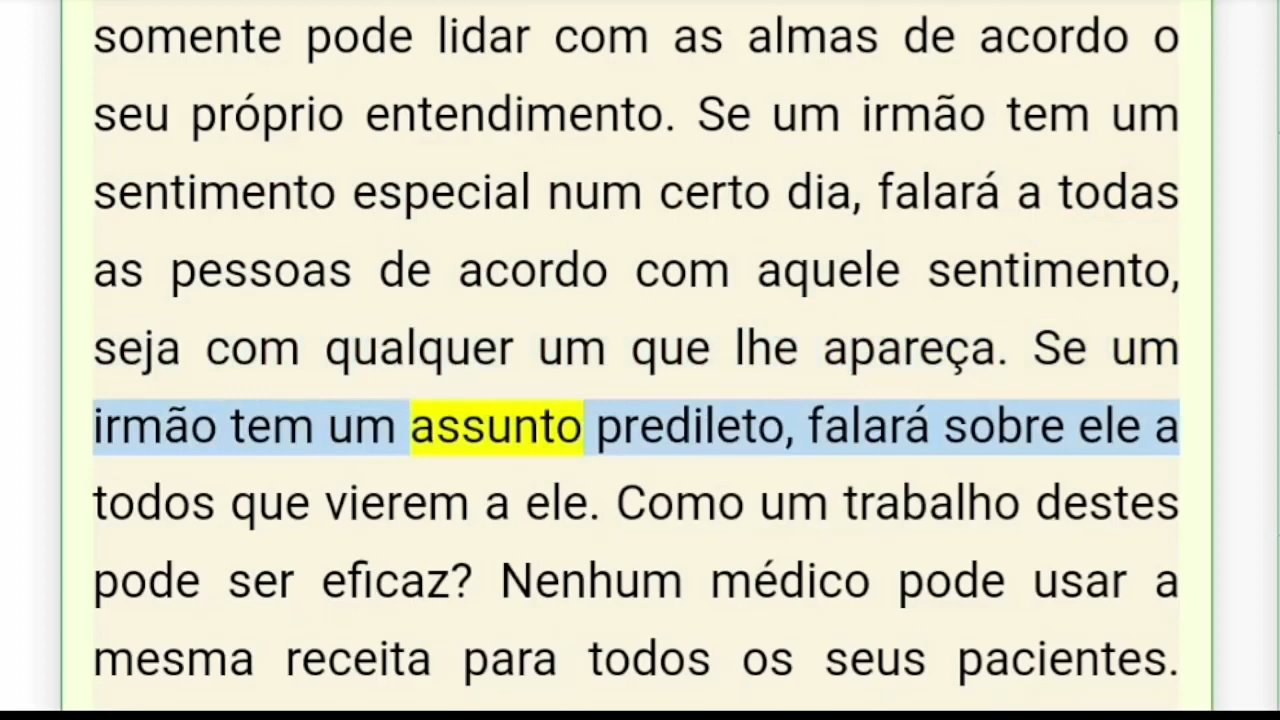 somente pode lidar com as almas de acordo o
seu próprio entendimento. Se um irmão tem um
sentimento especial num certo dia, falará a todas
as pessoas de acordo com aquele sentimento,
seja com qualquer um que lhe apareça. Se um
irmão tem um assunto predileto, falará sobre ele a
todos que vierem a ele. Como um trabalho destes
pode ser eficaz? Nenhum médico pode usar a
mesma receita para todos os seus pacientes.